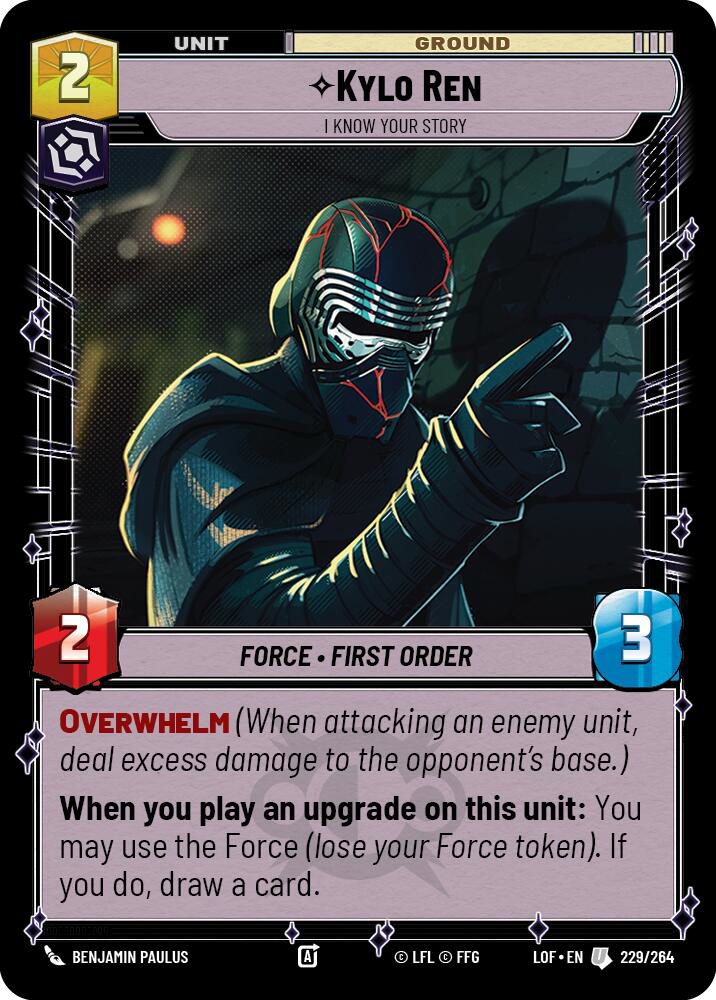 UNIT
GROUND
2
KYLO REN
I KNOW YOUR STORY
2
FORCE • FIRST ORDER
3
OVERWHELM (When attacking an enemy unit,
deal excess damage to the opponent's base.)
When you play an upgrade on this unit: You
may use the Force (lose your Force token). If
you do, draw a card.
BENJAMIN PAULUS
A
© LFL © FFG
LOF • EN
U
229/264